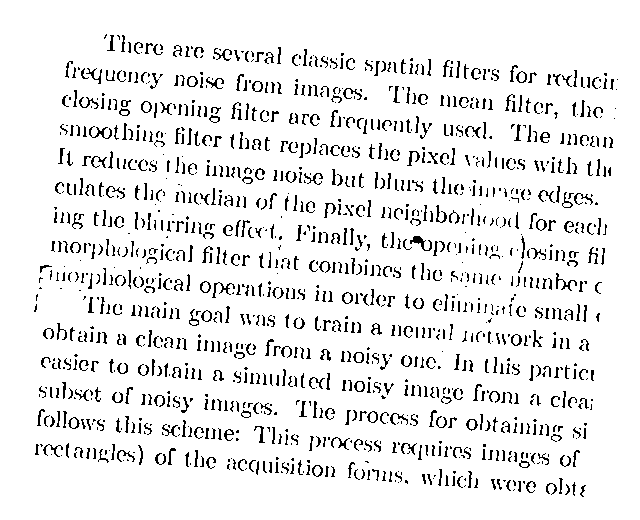 There are several classic spatial filters for reducin
frequency noise from images. The mean filter, the
closing opening filter are frequently used. The mean
smoothing filter that replaces the pixel values with the
It reduces the image noise but blurs the image edges.
culates the median of the pixel neighborhood for each
ing the blurring effect. Finally, the opening closing fil
morphological filter that combines the same number o
morphological operations in order to eliminate small
The main goal was to train a neural network in a
obtain a clean image from a noisy one. In this particu
easier to obtain a simulated noisy image from a clean
subset of noisy images. The process for obtaining si
follows this scheme: This process requires images of
rectangles) of the acquisition forms, which were obta